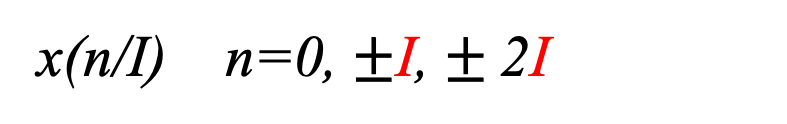 x(n/I) n=0, ±I, ± 2I